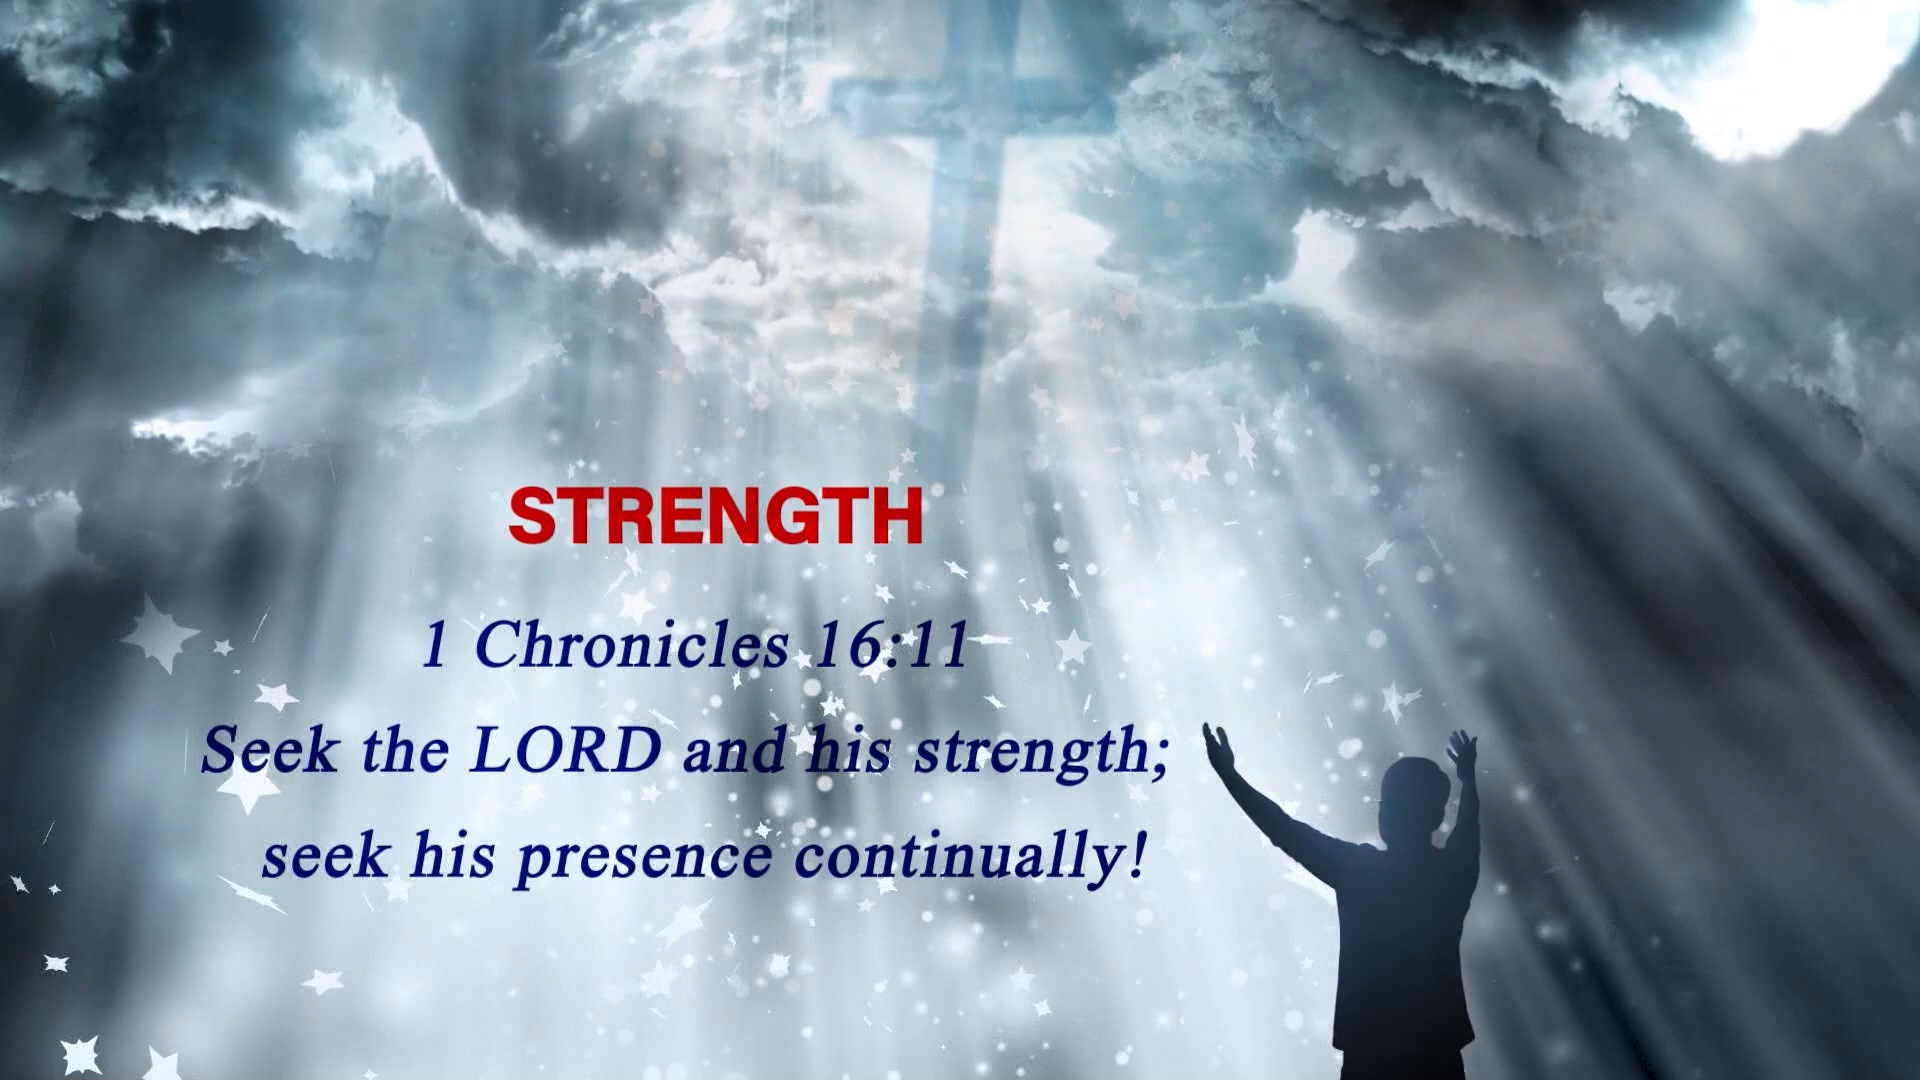 STRENGTH
1 Chronicles 16:11
Seek the LORD and his strength;
seek his presence continually!